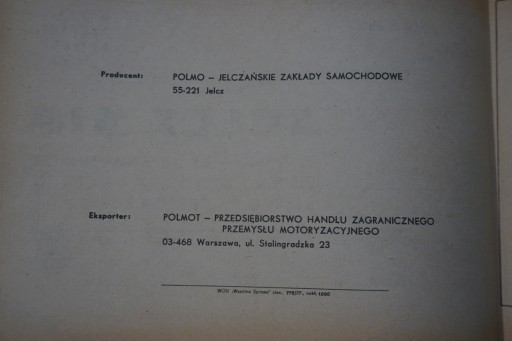 Producent: POLMO – JELCZAŃSKIE ZAKŁADY SAMOCHODOWE
55-221 Jelcz
Eksporter: POLMOT – PRZEDSIĘBIORSTWO HANDLU ZAGRANICZNEGO
PRZEMYSŁU MOTORYZACYJNEGO
03-468 Warszawa, ul. Stalingradzka 23